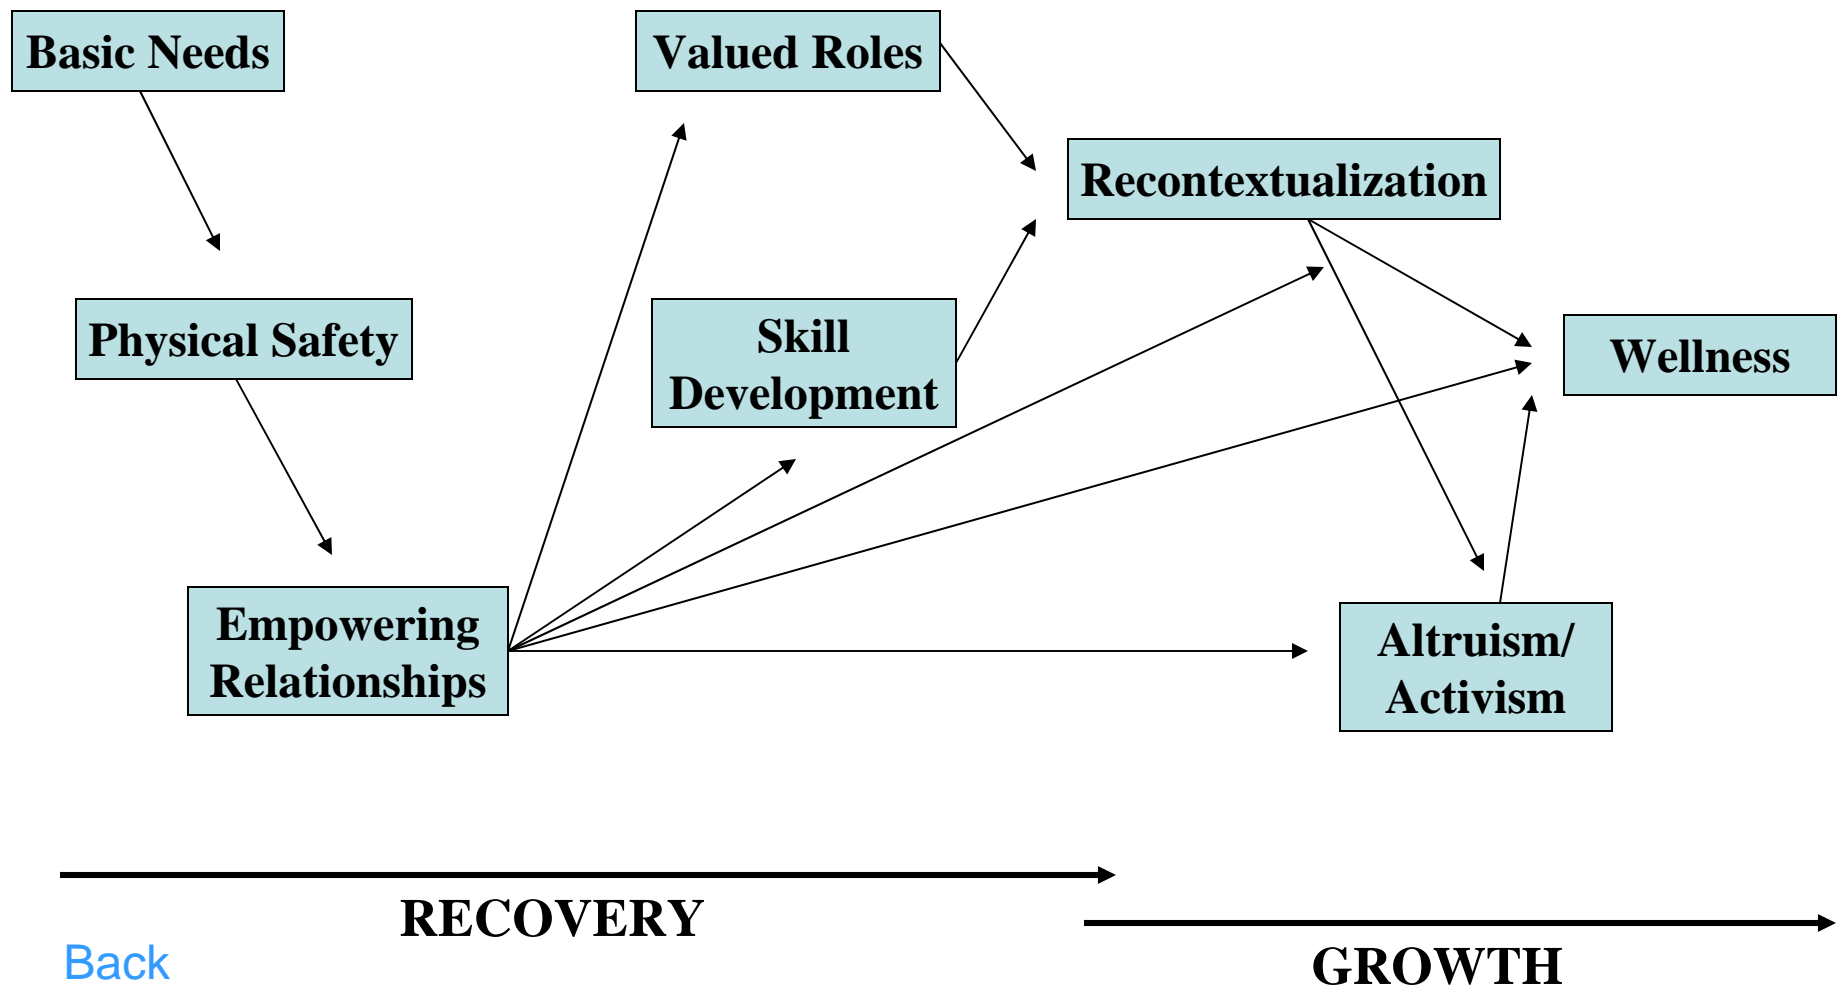 Basic Needs
Valued Roles
Recontextualization
Physical Safety
Skill
Development
Wellness
Empowering
Relationships
Altruism/
Activism
RECOVERY
Back
GROWTH